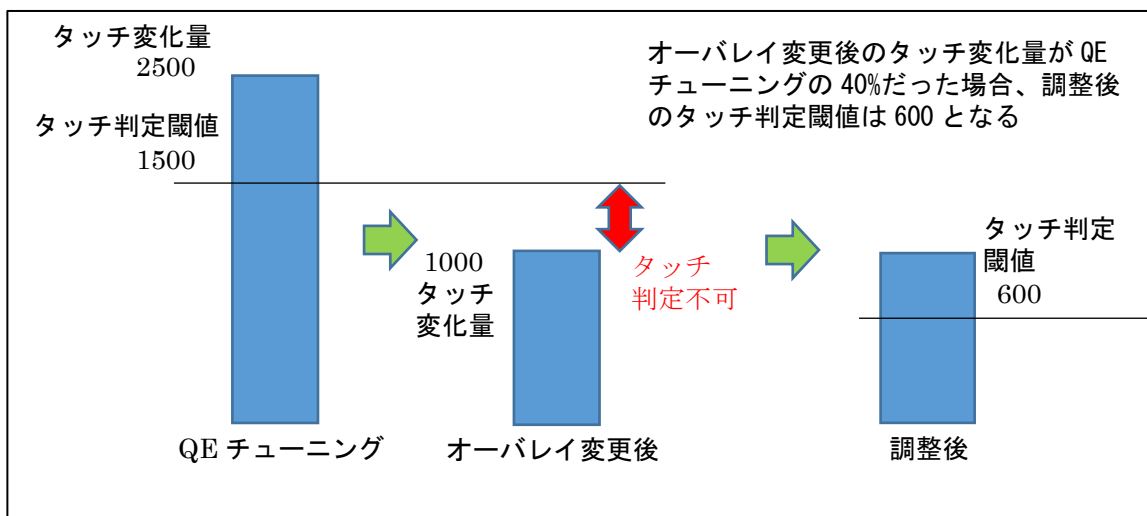 タッチ変化量
2500
タッチ判定閾値
1500
オーバレイ変更後のタッチ変化量が QE
チューニングの 40%だった場合、調整後
のタッチ判定閾値は 600 となる
1000
タッチ
変化量
タッチ
判定不可
タッチ判定
閾値
600
QE チューニング
オーバレイ変更後
調整後